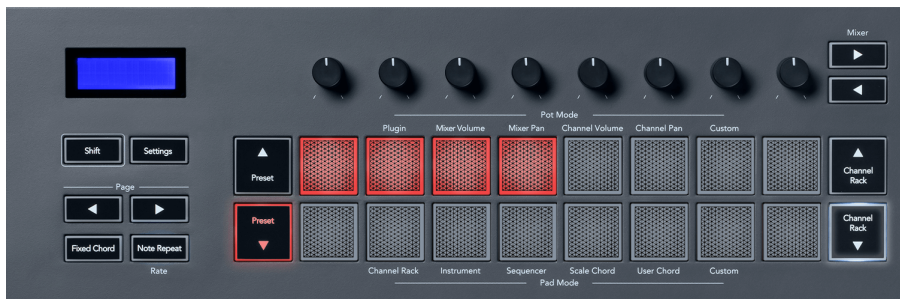 Mixer
Pot Mode
Plugin Mixer Volume Mixer Pan Channel Volume Channel Pan Custom
Shift Settings
Preset
Channel
Rack
Page
Preset
Channel
Rack
Fixed Chord Note Repeat
Rate
Channel Rack Instrument Sequencer Scale Chord User Chord Custom
Pad Mode